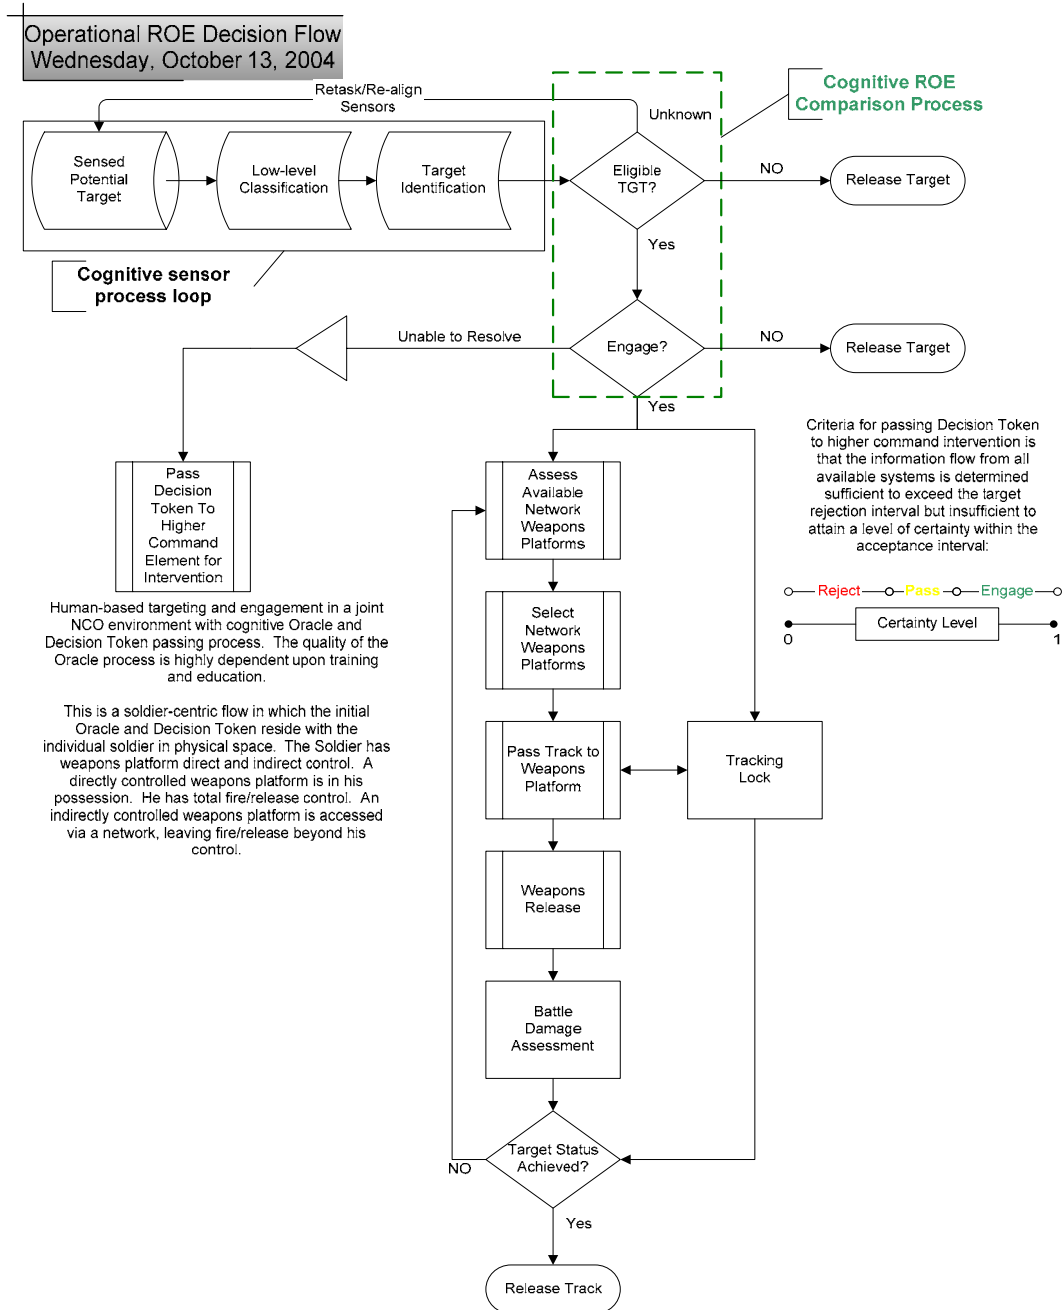 Operational ROE Decision Flow
Wednesday, October 13, 2004
Retask/Re-align
Sensors
Unknown
Cognitive ROE
Comparison Process
Sensed
Potential
Target
Low-level
Classification
Target
Identification
Eligible
TGT?
NO
Release Target
Yes
Cognitive sensor
process loop
Unable to Resolve
Engage?
NO
Release Target
Yes
Criteria for passing Decision Token
to higher command intervention is
that the information flow from all
available systems is determined
sufficient to exceed the target
rejection interval but insufficient to
attain a level of certainty within the
acceptance interval:
Reject
Pass
Engage
Certainty Level
0
1
Pass
Decision
Token To
Higher
Command
Element for
Intervention
Human-based targeting and engagement in a joint
NCO environment with cognitive Oracle and
Decision Token passing process.  The quality of the
Oracle process is highly dependent upon training
and education.
This is a soldier-centric flow in which the initial
Oracle and Decision Token reside with the
individual soldier in physical space.  The Soldier has
weapons platform direct and indirect control.  A
directly controlled weapons platform is in his
possession.  He has total fire/release control.  An
indirectly controlled weapons platform is accessed
via a network, leaving fire/release beyond his
control.
Assess
Available
Network
Weapons
Platforms
Select
Network
Weapons
Platforms
Pass Track to
Weapons
Platform
Tracking
Lock
Weapons
Release
Battle
Damage
Assessment
Target Status
Achieved?
NO
Yes
Release Track